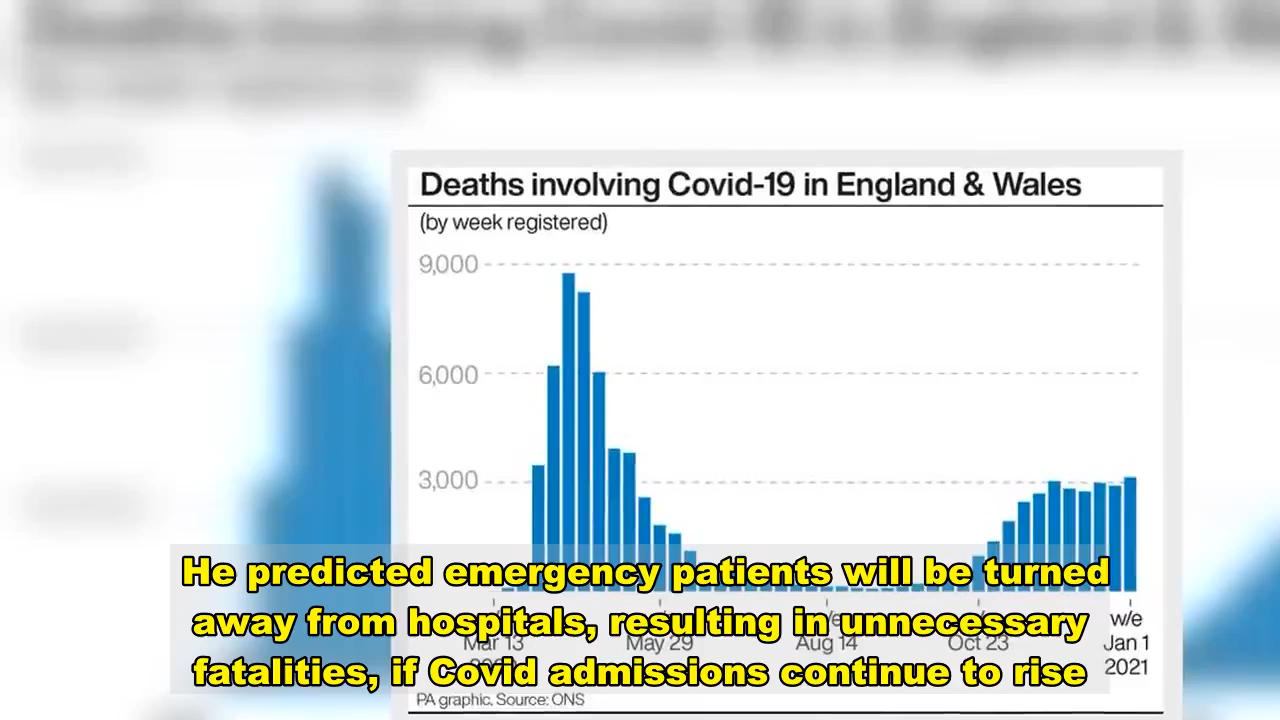 Deaths involving Covid-19 in England & Wales
(by week registered)
9,000
6,000
3,000
He predicted emergency patients will be turned
away from hospitals, resulting in unnecessary
fatalities, if Covid admissions continue to rise
w/e
Mar 13 May 29 Aug 14 Oct 23 Jan 1
2021
PA graphic, Source: ONS